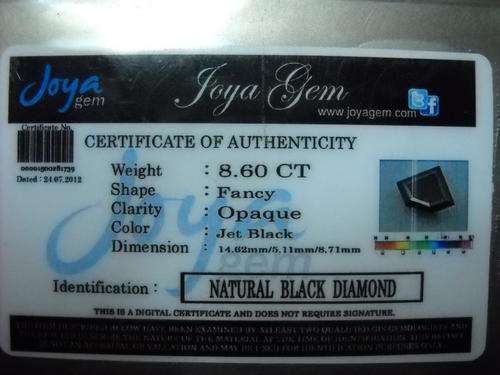 Joya gem
Joya Gem
www.joyagem.com
Certificate No.
Dated : 24.07.2012
CERTIFICATE OF AUTHENTICITY
Weight : 8.60 CT
Shape : Fancy
Clarity : Opaque
Color : Jet Black
Dimension : 14.62mm/5.11mm/8.71mm
Identification : NATURAL BLACK DIAMOND
THIS IS A DIGITAL CERTIFICATE AND DOES NOT REQUIRE SIGNATURE.